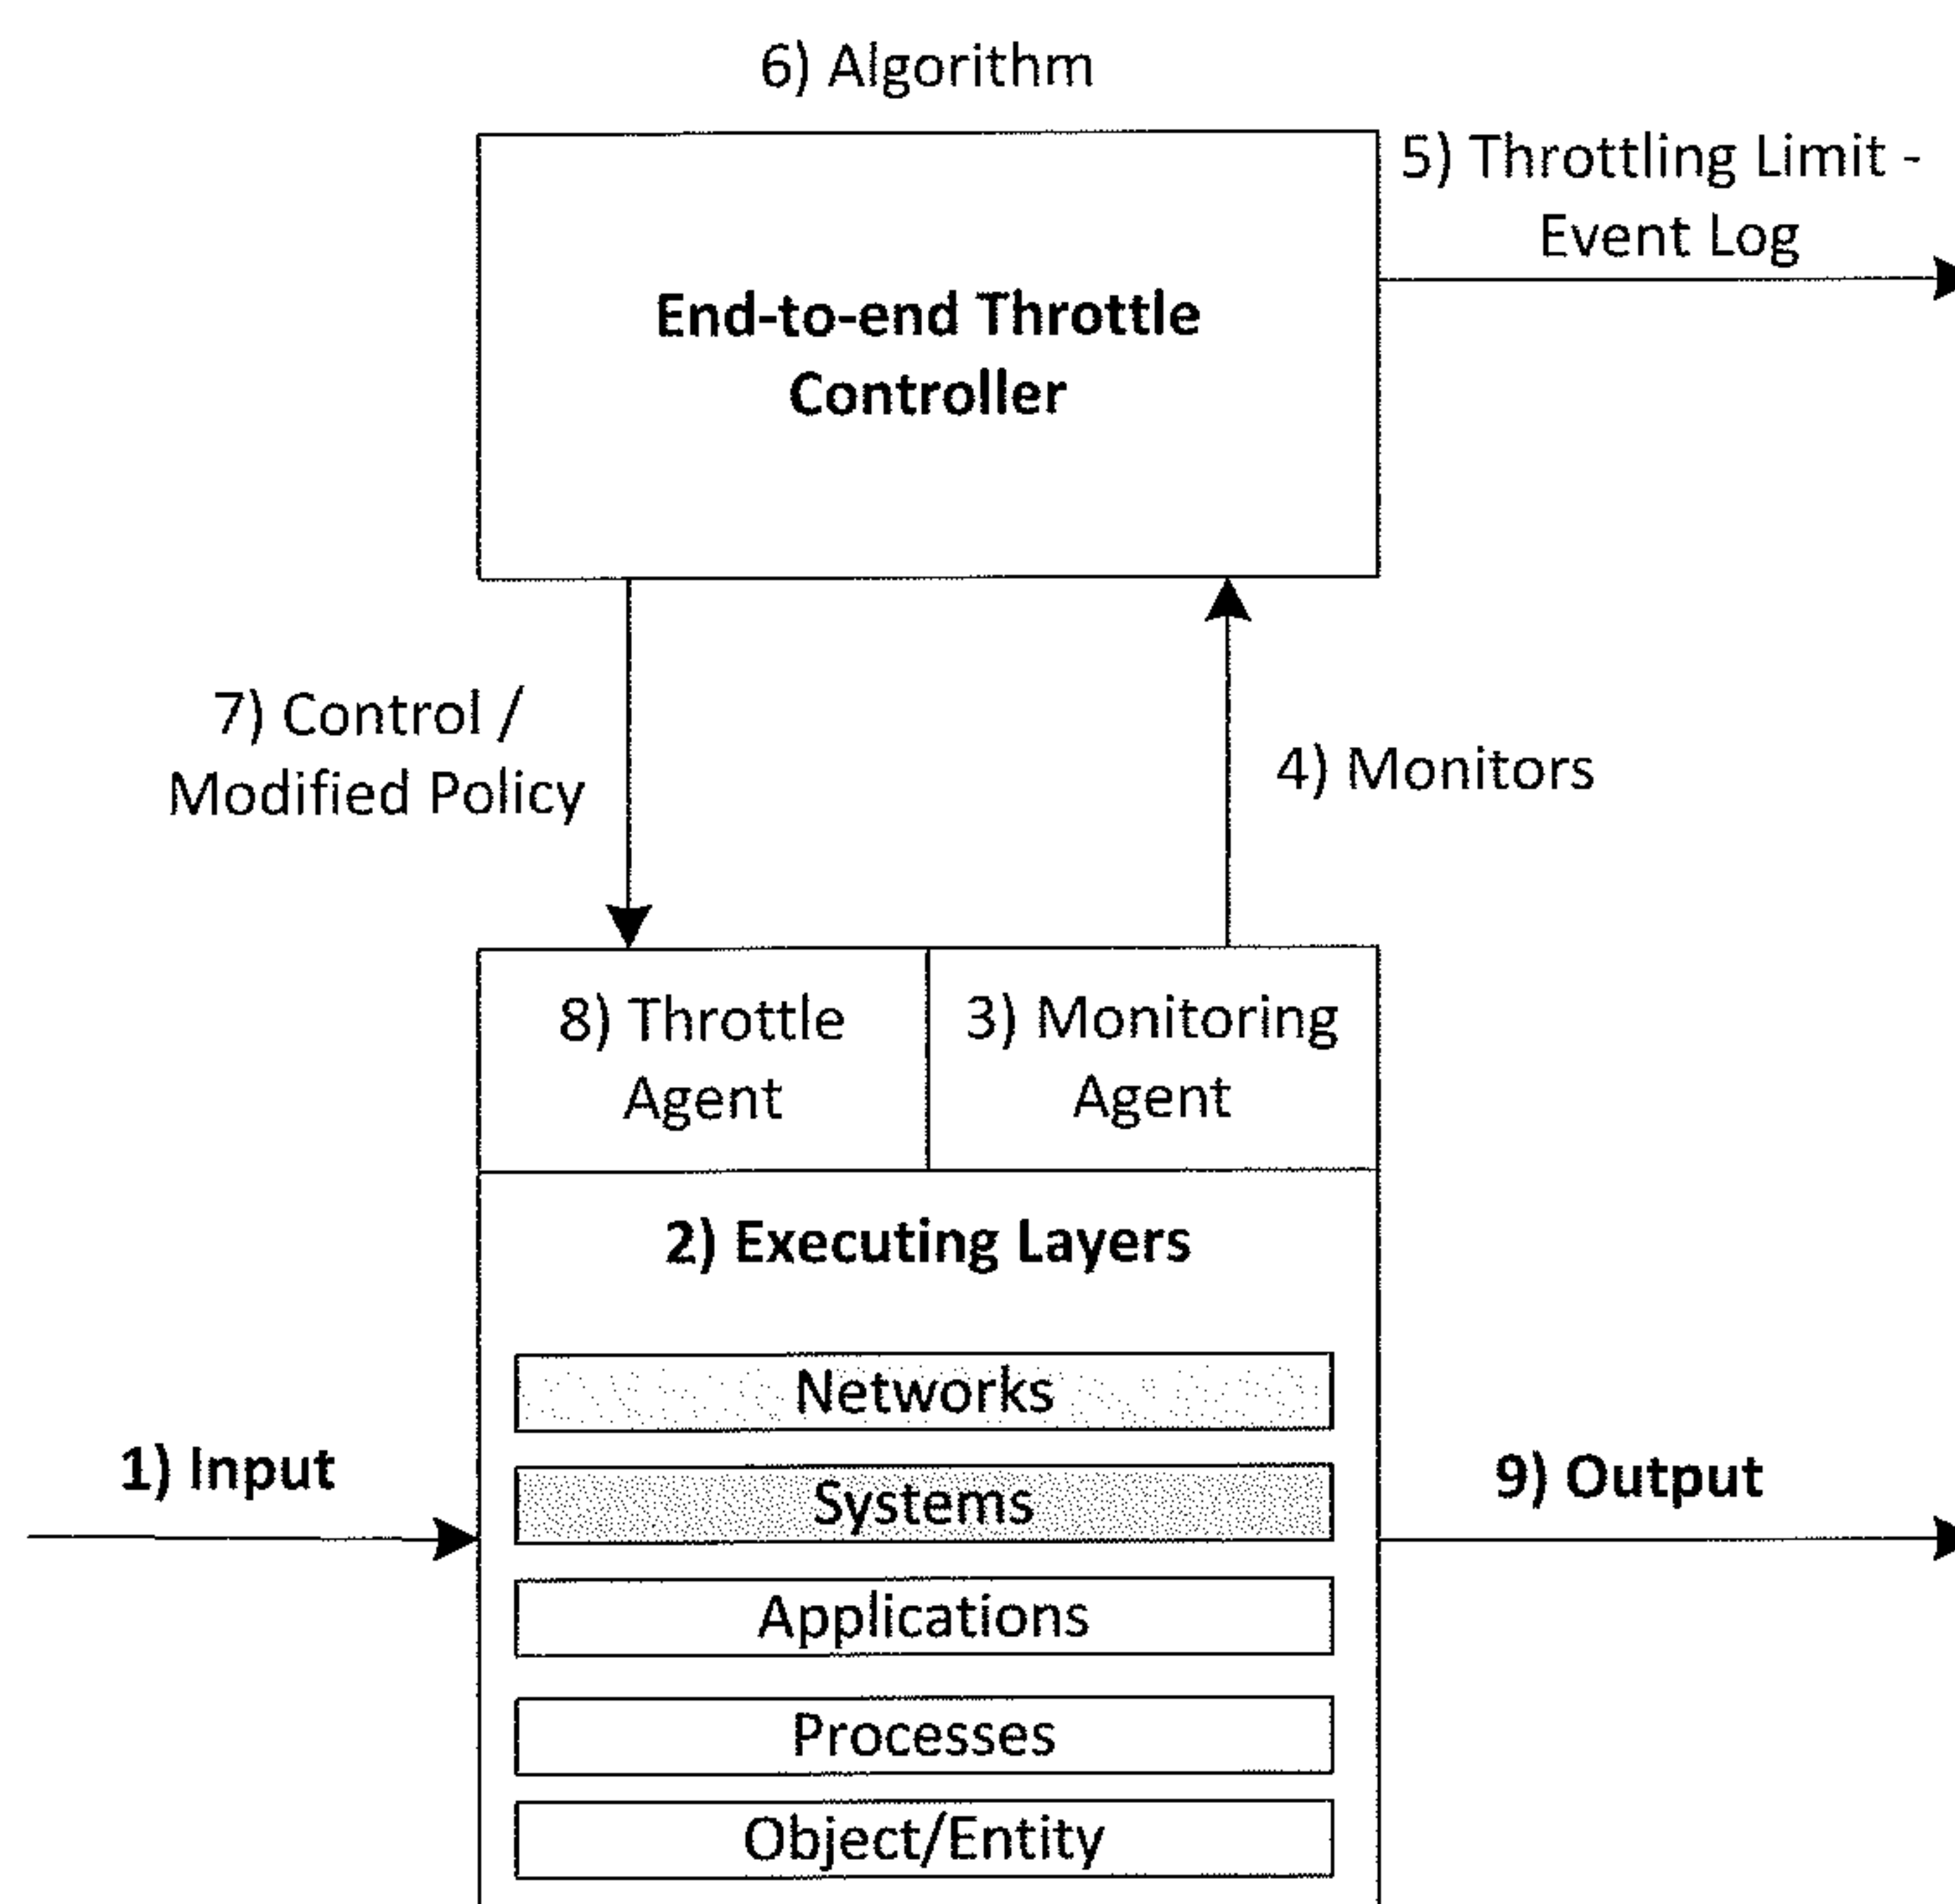 6) Algorithm
5) Throttling Limit -
Event Log
End-to-end Throttle
Controller
7) Control /
Modified Policy
4) Monitors
8) Throttle
Agent
3) Monitoring
Agent
2) Executing Layers
Networks
1) Input
Systems
9) Output
Applications
Processes
Object/Entity